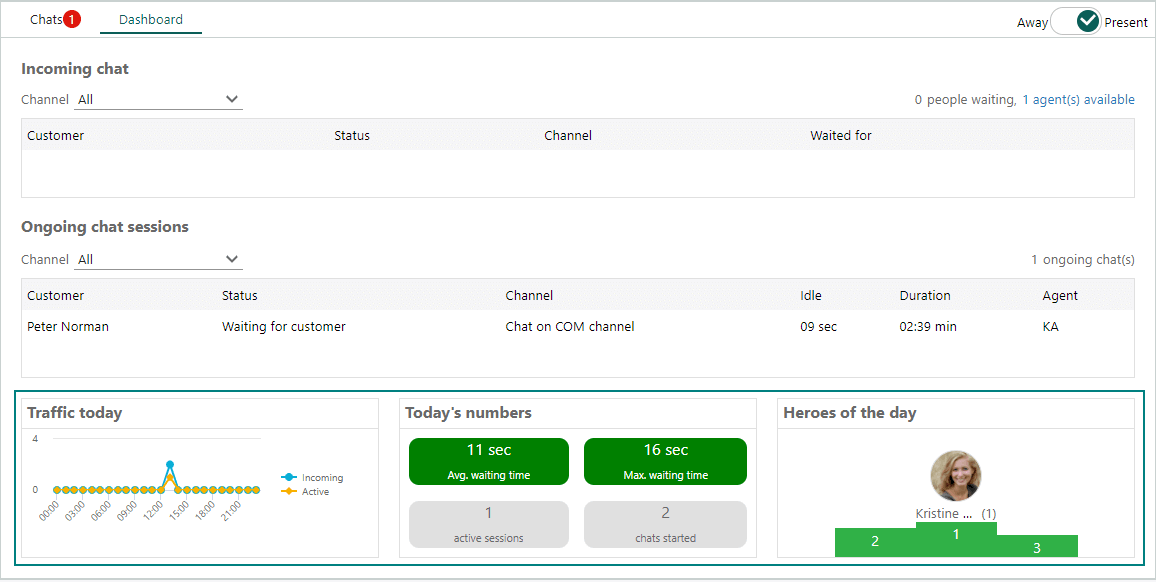 Chats 1 Dashboard Away Present
Incoming chat
Channel All 0 people waiting, 1 agent(s) available
Customer Status Channel Waited for
Ongoing chat sessions
Channel All 1 ongoing chat(s)
Customer Status Channel Idle Duration Agent
Peter Norman Waiting for customer Chat on COM channel 09 sec 02:39 min KA
Traffic today
4
0
00:00 03:00 06:00 09:00 12:00 15:00 18:00 21:00
Incoming
Active
Today's numbers
11 sec
Avg. waiting time
16 sec
Max. waiting time
1
active sessions
2
chats started
Heroes of the day
Kristine ... (1)
2 1 3